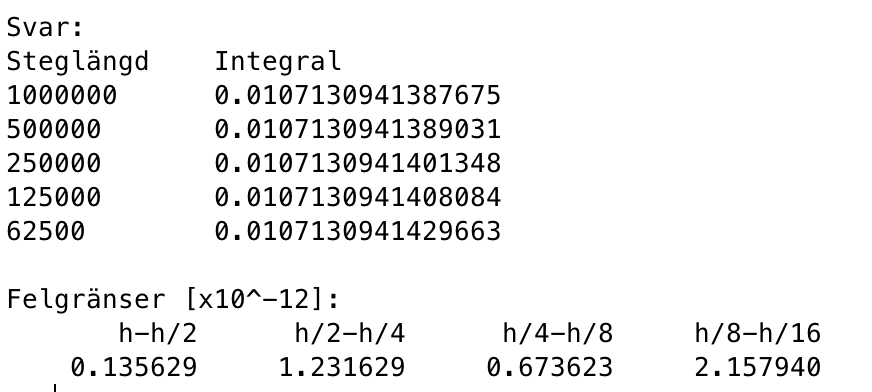 Svar:
Steglängd Integral
1000000 0.0107130941387675
500000 0.0107130941389031
250000 0.0107130941401348
125000 0.0107130941408084
62500 0.0107130941429663
Felgränser [x10^-12]:
h-h/2 h/2-h/4 h/4-h/8 h/8-h/16
0.135629 1.231629 0.673623 2.157940